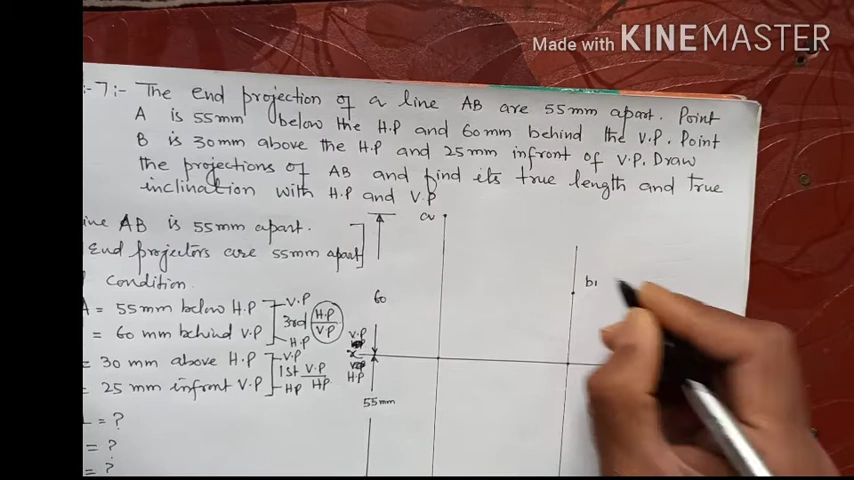 Made with KINEMASTER
:-7:- The end projection of a line AB are 55mm apart. Point
A is 55mm below the H.P and 60mm behind the V.P. Point
B is 30mm above the H.P and 25mm infront of V.P. Draw
the projections of AB and find its true length and True
inclination with H.P and V.P
ine AB is 55mm apart.
End projectors are 55mm apart
condition
A = 55mm below H.P
= 60 mm behind V.P
V.P
3rd H.P
V.P
H.P
= 30 mm above H.P
= 25 mm infront V.P
V.P
1st V.P
HP
HP
= ?
= ?
= ?
a
b1
60
V.P
x
H.P
55mm